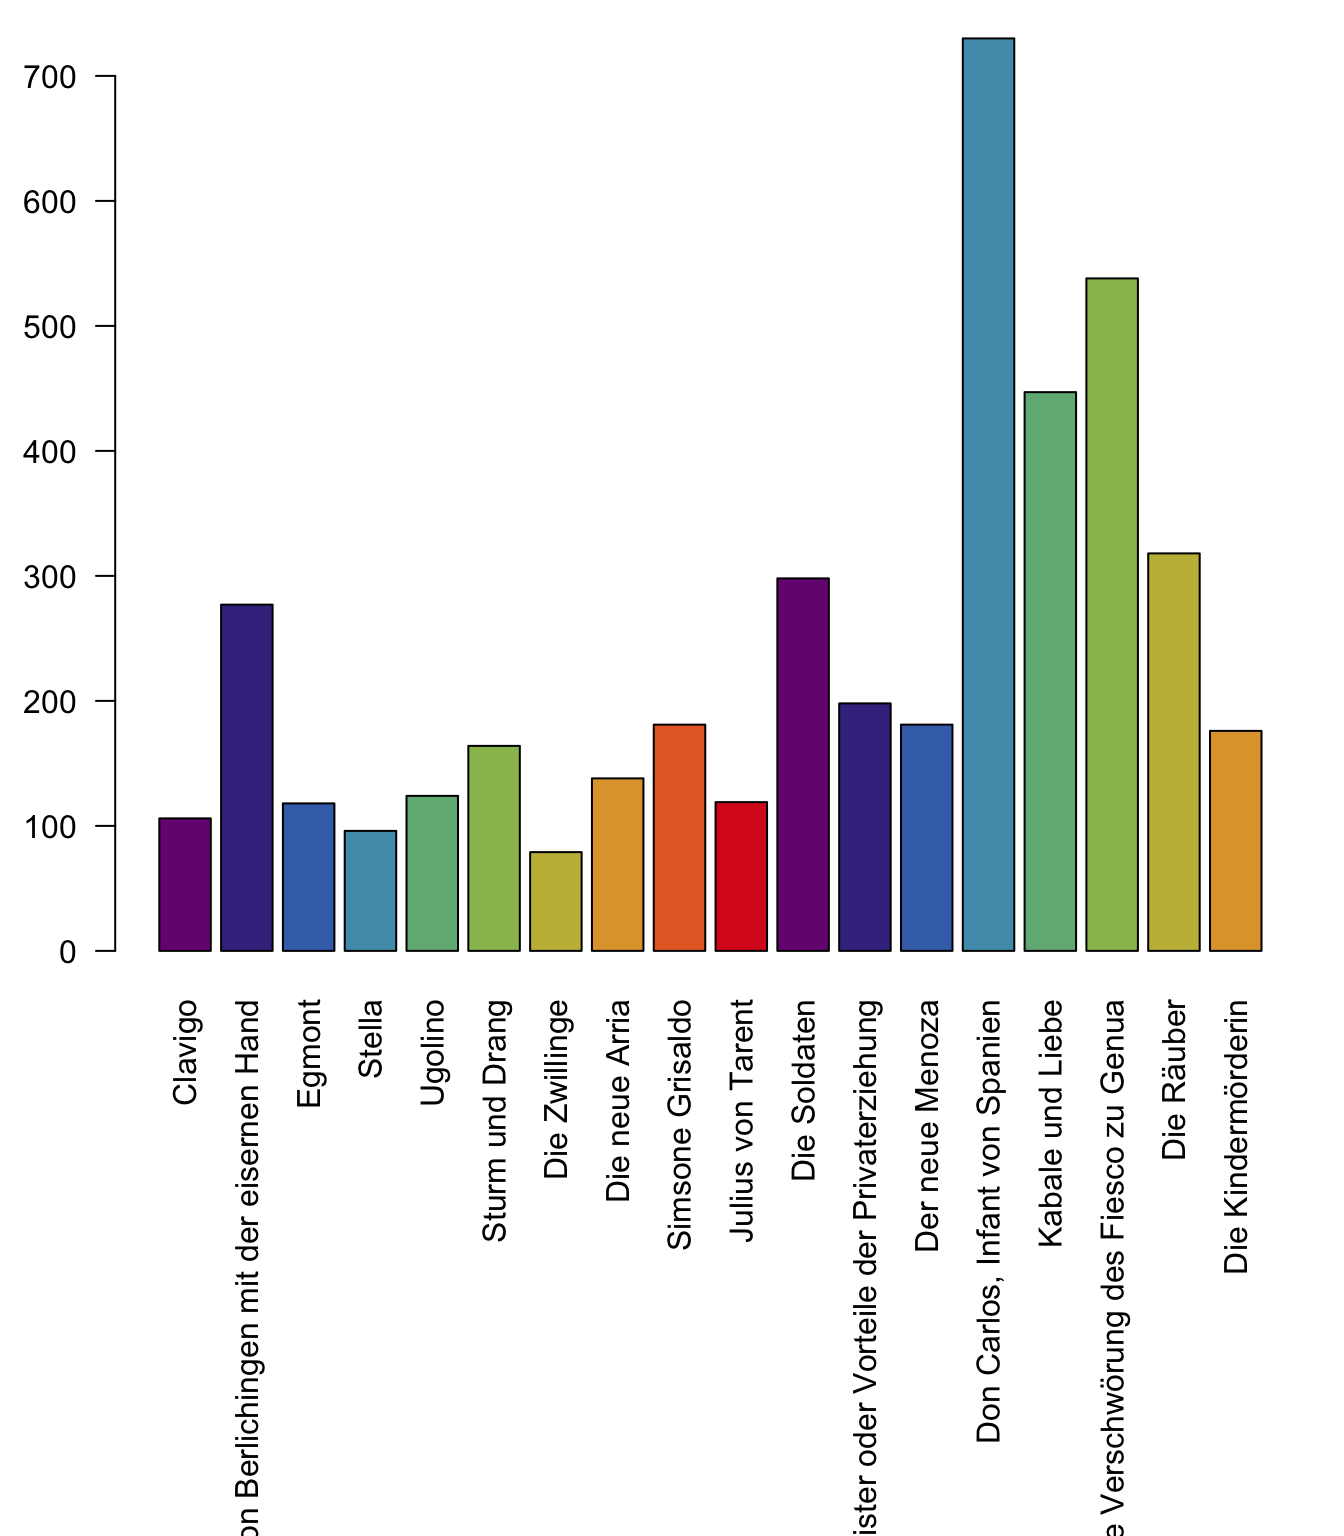 700
600
500
400
300
200
100
0
Clavigo
Berlichingen mit der eisernen Hand
Egmont
Stella
Ugolino
Sturm und Drang
Die Zwillinge
Die neue Arria
Simsone Grisaldo
Julius von Tarent
Die Soldaten
oder Vorteile der Privaterziehung
Der neue Menoza
Don Carlos, Infant von Spanien
Kabale und Liebe
Verschwörung des Fiesco zu Genua
Die Räuber
Die Kindermörderin